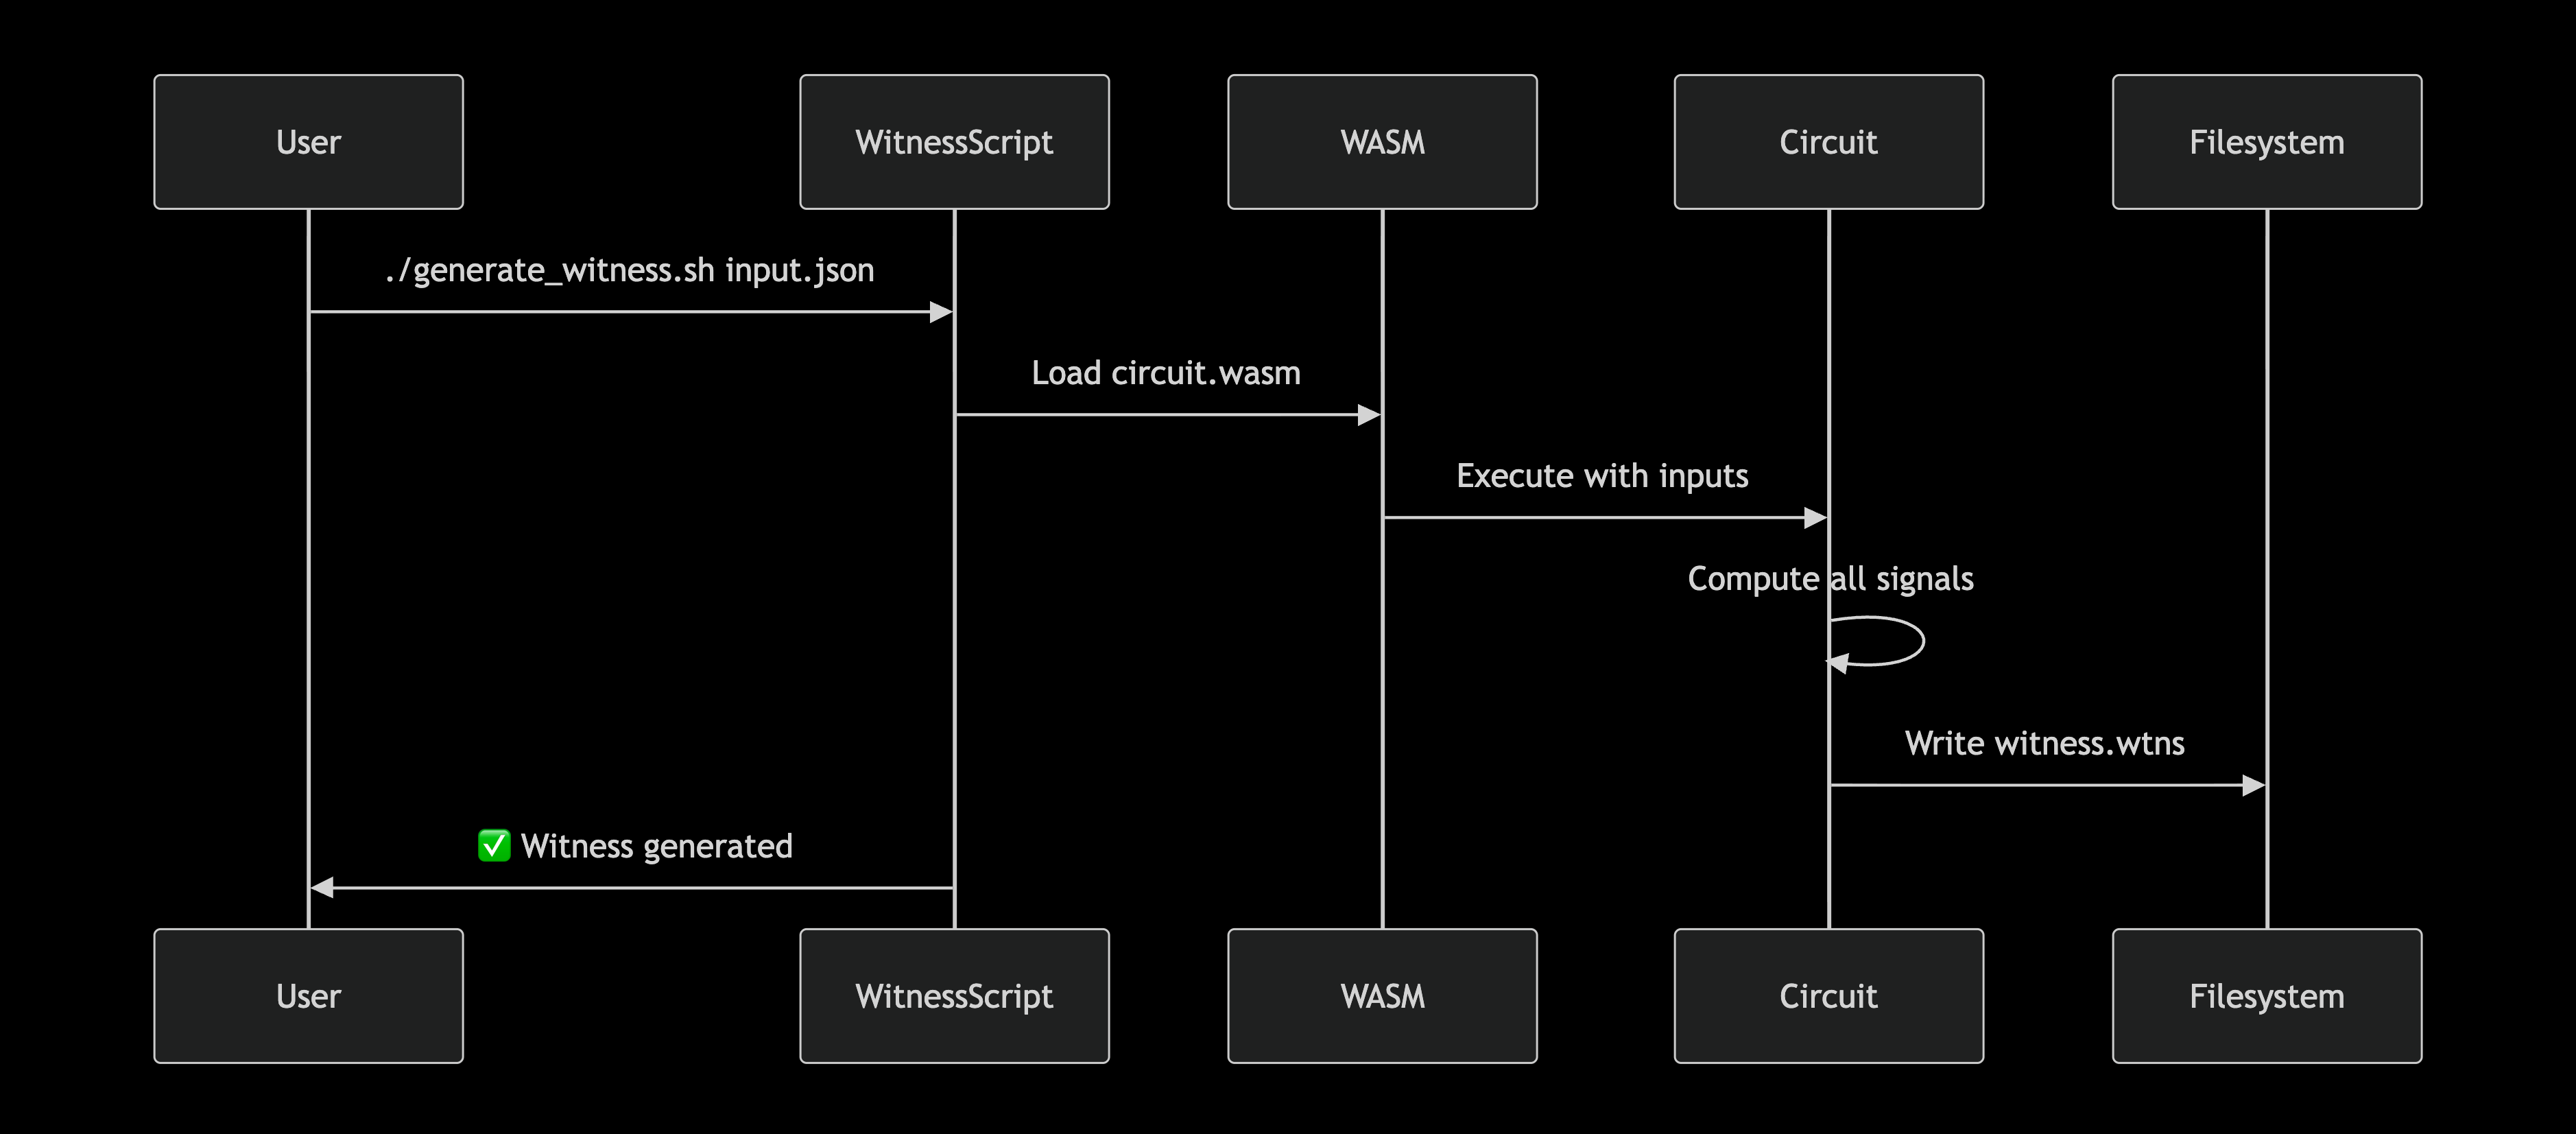 User
WitnessScript
WASM
Circuit
Filesystem
./generate_witness.sh input.json
Load circuit.wasm
Execute with inputs
Compute all signals
Write witness.wtns
✅ Witness generated
User
WitnessScript
WASM
Circuit
Filesystem